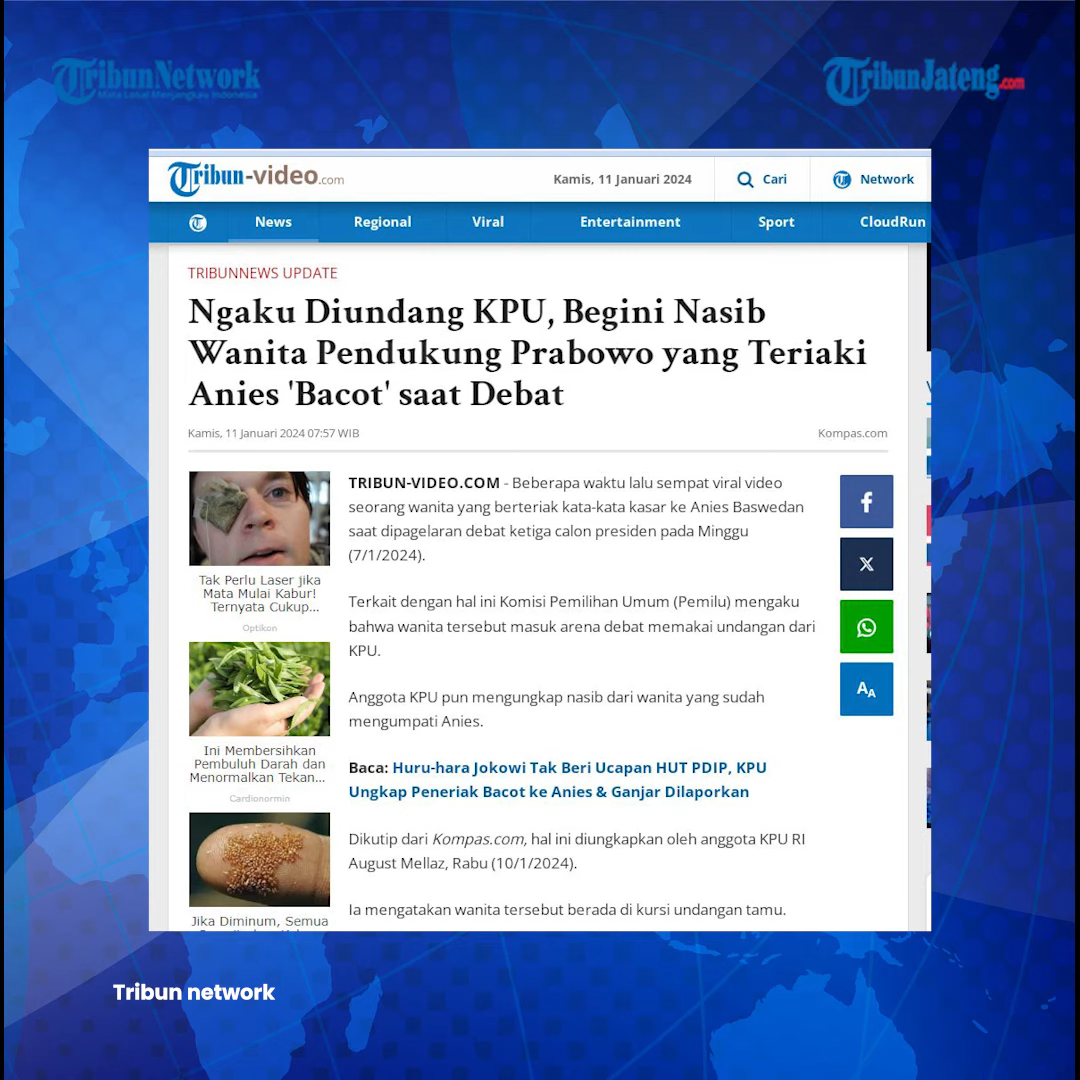 TribunNetwork
Mata Lokal Menjangkau Indonesia
TribunJateng.com
Tribun-video.com
Kamis, 11 Januari 2024
Cari
Network
News
Regional
Viral
Entertainment
Sport
CloudRun
TRIBUNNEWS UPDATE
Ngaku Diundang KPU, Begini Nasib
Wanita Pendukung Prabowo yang Teriaki
Anies 'Bacot' saat Debat
Kamis, 11 Januari 2024 07:57 WIB
Kompas.com
TRIBUN-VIDEO.COM - Beberapa waktu lalu sempat viral video
seorang wanita yang berteriak kata-kata kasar ke Anies Baswedan
saat dipagelaran debat ketiga calon presiden pada Minggu
(7/1/2024).
Terkait dengan hal ini Komisi Pemilihan Umum (Pemilu) mengaku
bahwa wanita tersebut masuk arena debat memakai undangan dari
KPU.
Anggota KPU pun mengungkap nasib dari wanita yang sudah
mengumpati Anies.
Baca: Huru-hara Jokowi Tak Beri Ucapan HUT PDIP, KPU
Ungkap Peneriak Bacot ke Anies & Ganjar Dilaporkan
Dikutip dari Kompas.com, hal ini diungkapkan oleh anggota KPU RI
August Mellaz, Rabu (10/1/2024).
Ia mengatakan wanita tersebut berada di kursi undangan tamu.
Tak Perlu Laser jika
Mata Mulai Kabur!
Ternyata Cukup...
Optikon
Ini Membersihkan
Pembuluh Darah dan
Menormalkan Tekan...
Cardionormin
Jika Diminum, Semua
f
X
AA
Tribun network